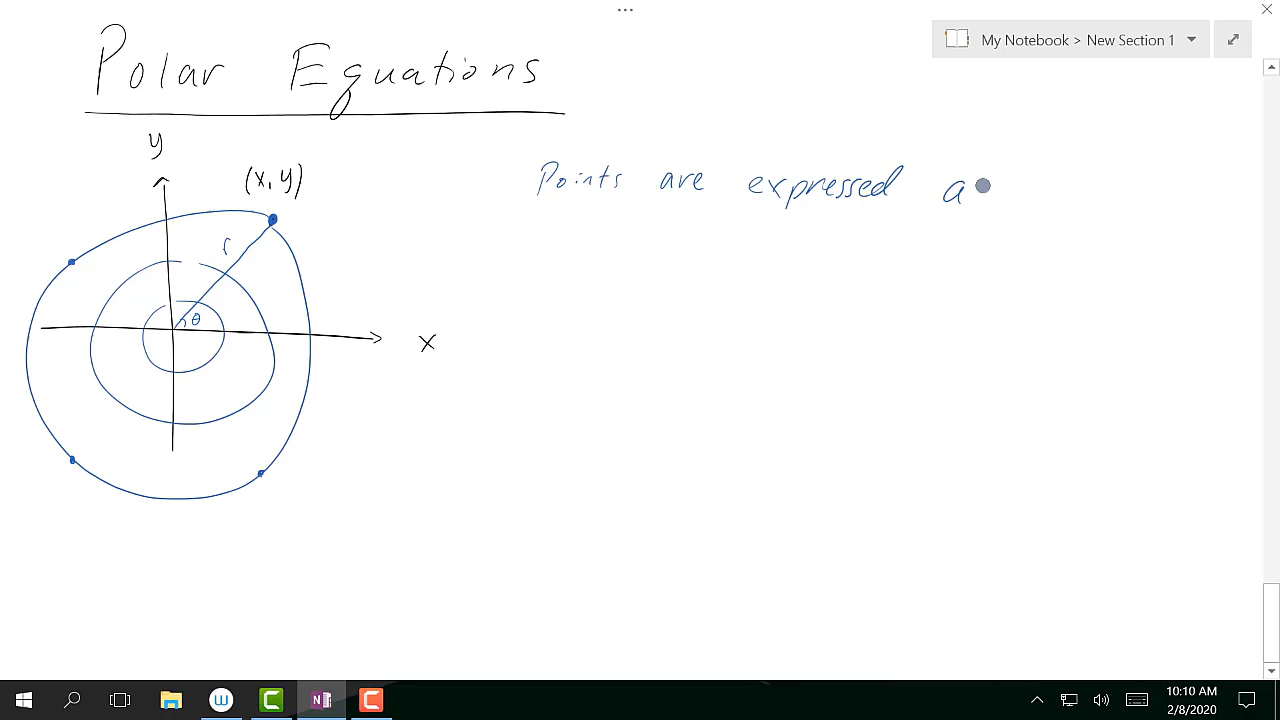 My Notebook > New Section 1
Polar Equations
y
(x, y)
Points are expressed a
r
θ
x
W
C
N
C
10:10 AM
2/8/2020